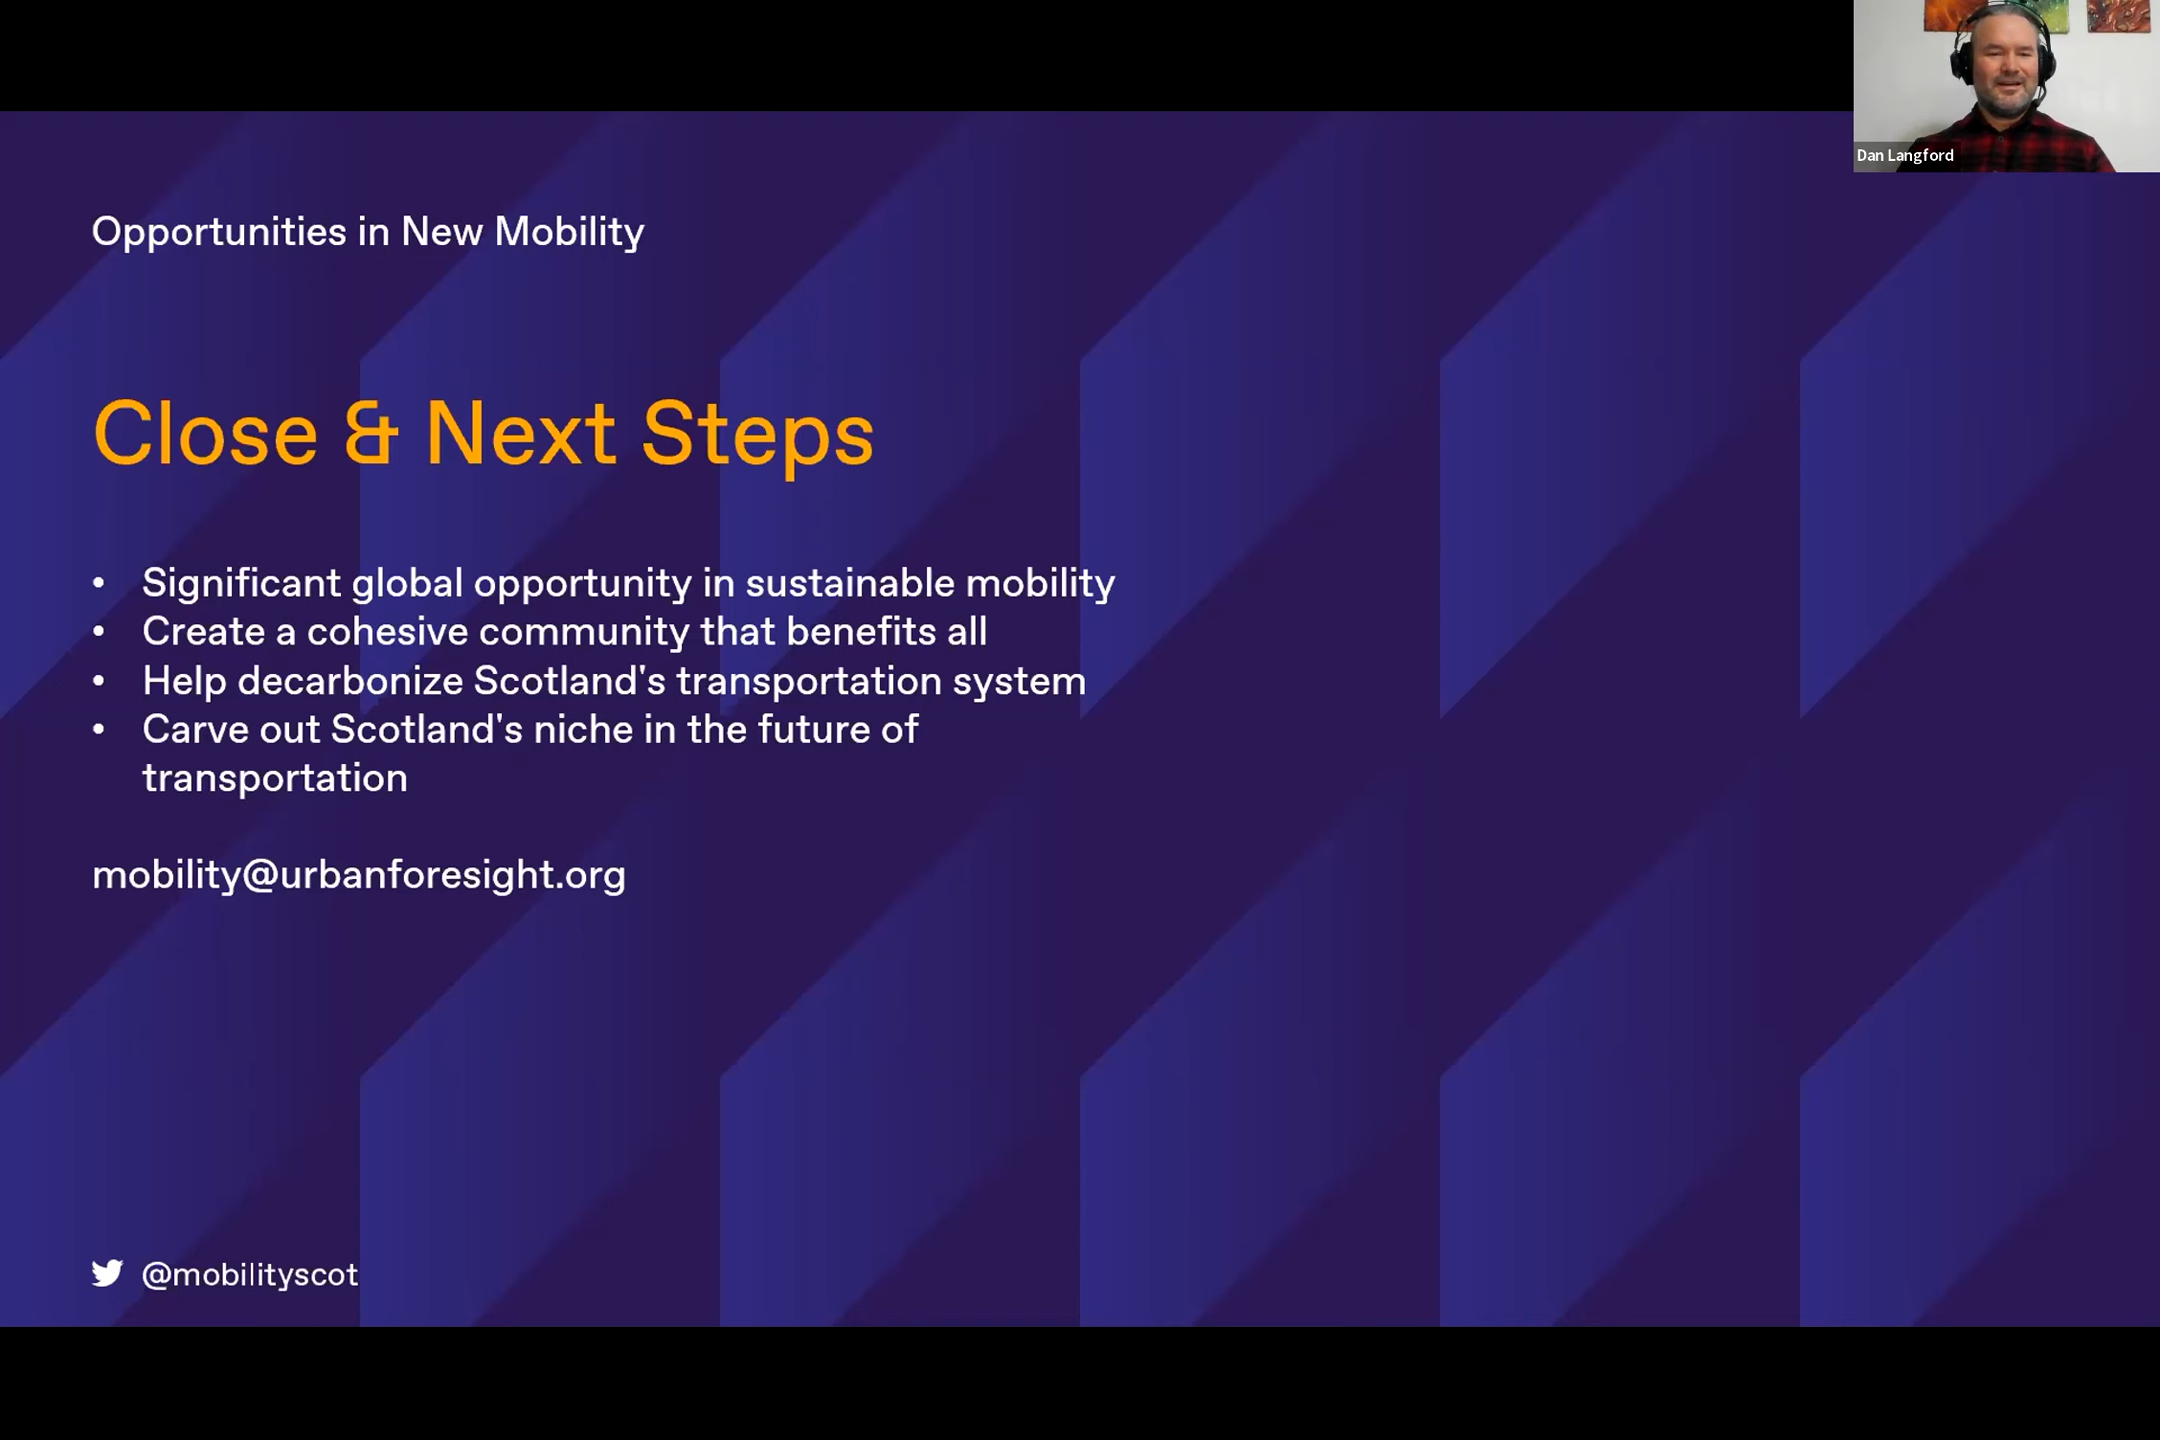 Dan Langford
Opportunities in New Mobility
Close & Next Steps
• Significant global opportunity in sustainable mobility
• Create a cohesive community that benefits all
• Help decarbonize Scotland's transportation system
• Carve out Scotland's niche in the future of
transportation
mobility@urbanforesight.org
@mobilityscot